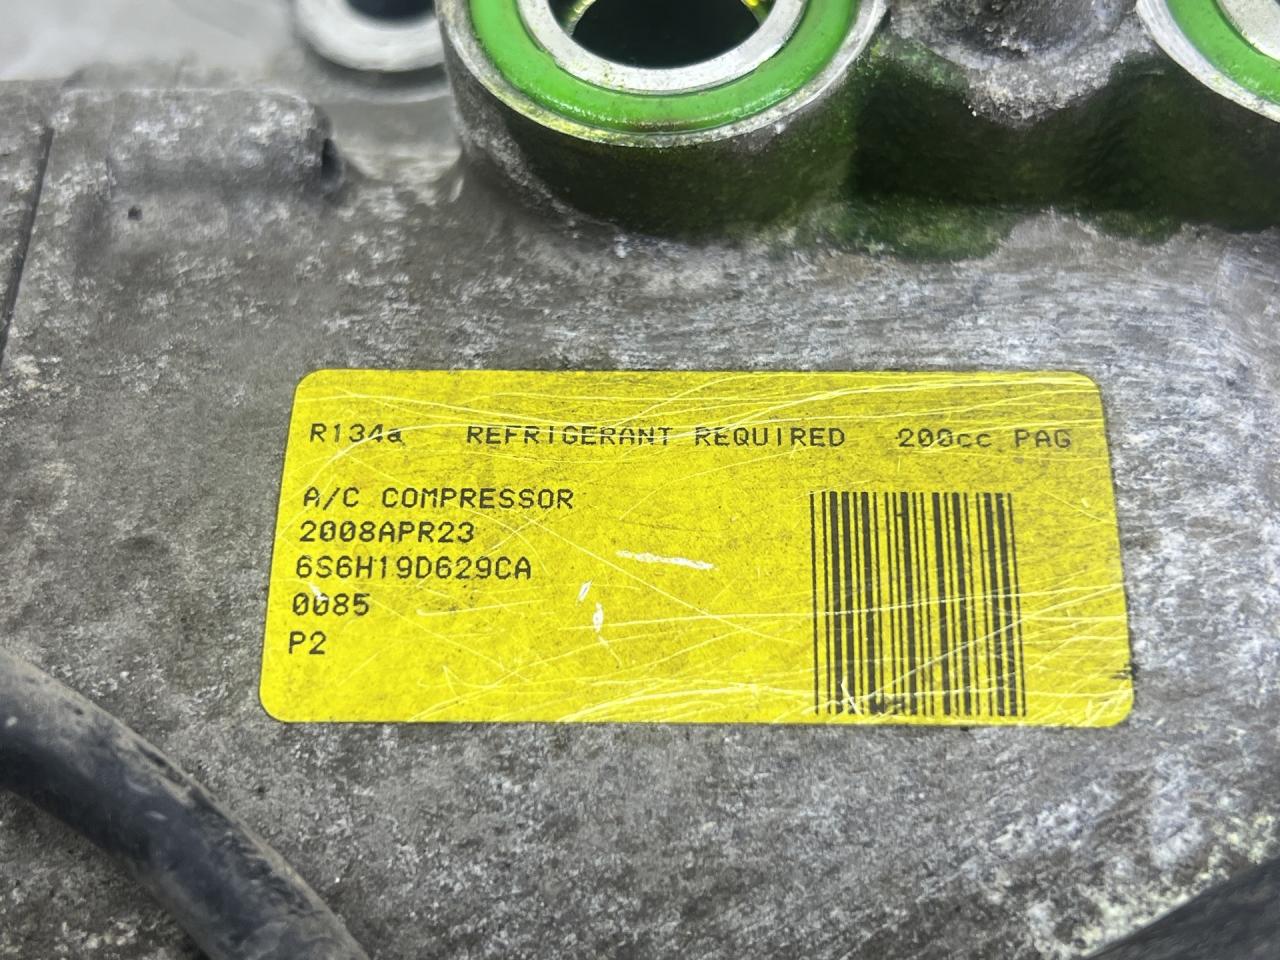 R134a REFRIGERANT REQUIRED 200cc PAG
A/C COMPRESSOR
2008APR23
6S6H19D629CA
0085
P2